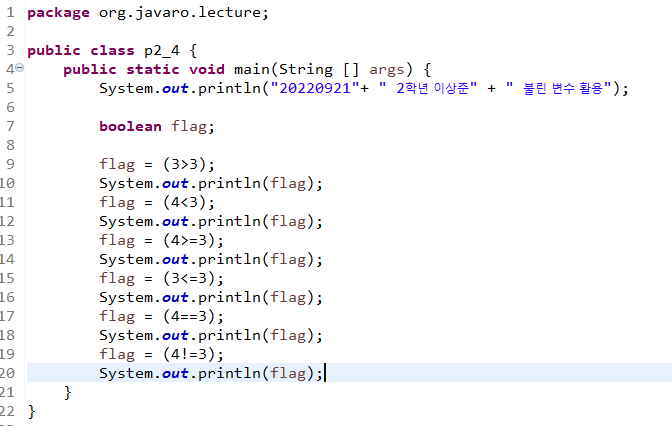 1 package org.javaro.lecture;
2
3 public class p2_4 {
4 public static void main(String [] args) {
5 System.out.println("20220921"+ " 2학년 이상준" + " 불린 변수 활용");
6
7 boolean flag;
8
9 flag = (3>3);
10 System.out.println(flag);
11 flag = (4<3);
12 System.out.println(flag);
13 flag = (4>=3);
14 System.out.println(flag);
15 flag = (3<=3);
16 System.out.println(flag);
17 flag = (4==3);
18 System.out.println(flag);
19 flag = (4!=3);
20 System.out.println(flag);
21 }
22 }